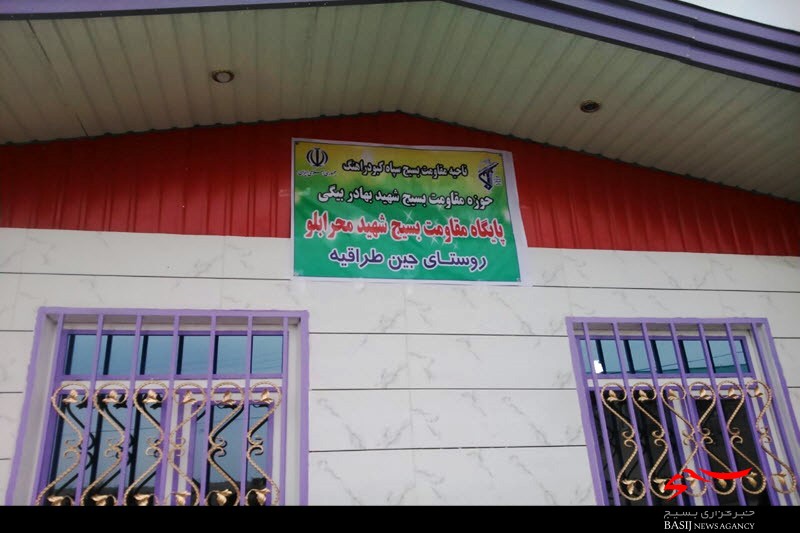 ناحیه مقاومت بسیج سپاه کبودراهنگ
حوزه مقاومت بسیج شهید بهادر بیگی
پایگاه مقاومت بسیج شهید محرابلو
روستای جین طراقیه
خبرگزاری بسیج
BASIJ NEWS AGANCY